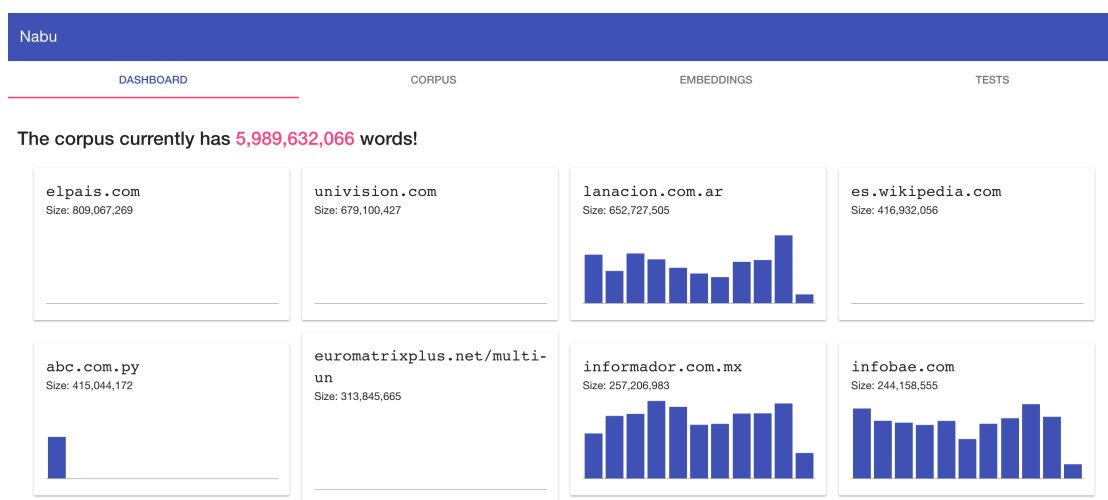 Nabu
DASHBOARD CORPUS EMBEDDINGS TESTS
The corpus currently has 5,989,632,066 words!
elpais.com
Size: 809,067,269
univision.com
Size: 679,100,427
lanacion.com.ar
Size: 652,727,505
es.wikipedia.com
Size: 416,932,056
abc.com.py
Size: 415,044,172
euromatrixplus.net/multi-
un
Size: 313,845,665
informador.com.mx
Size: 257,206,983
infobae.com
Size: 244,158,555